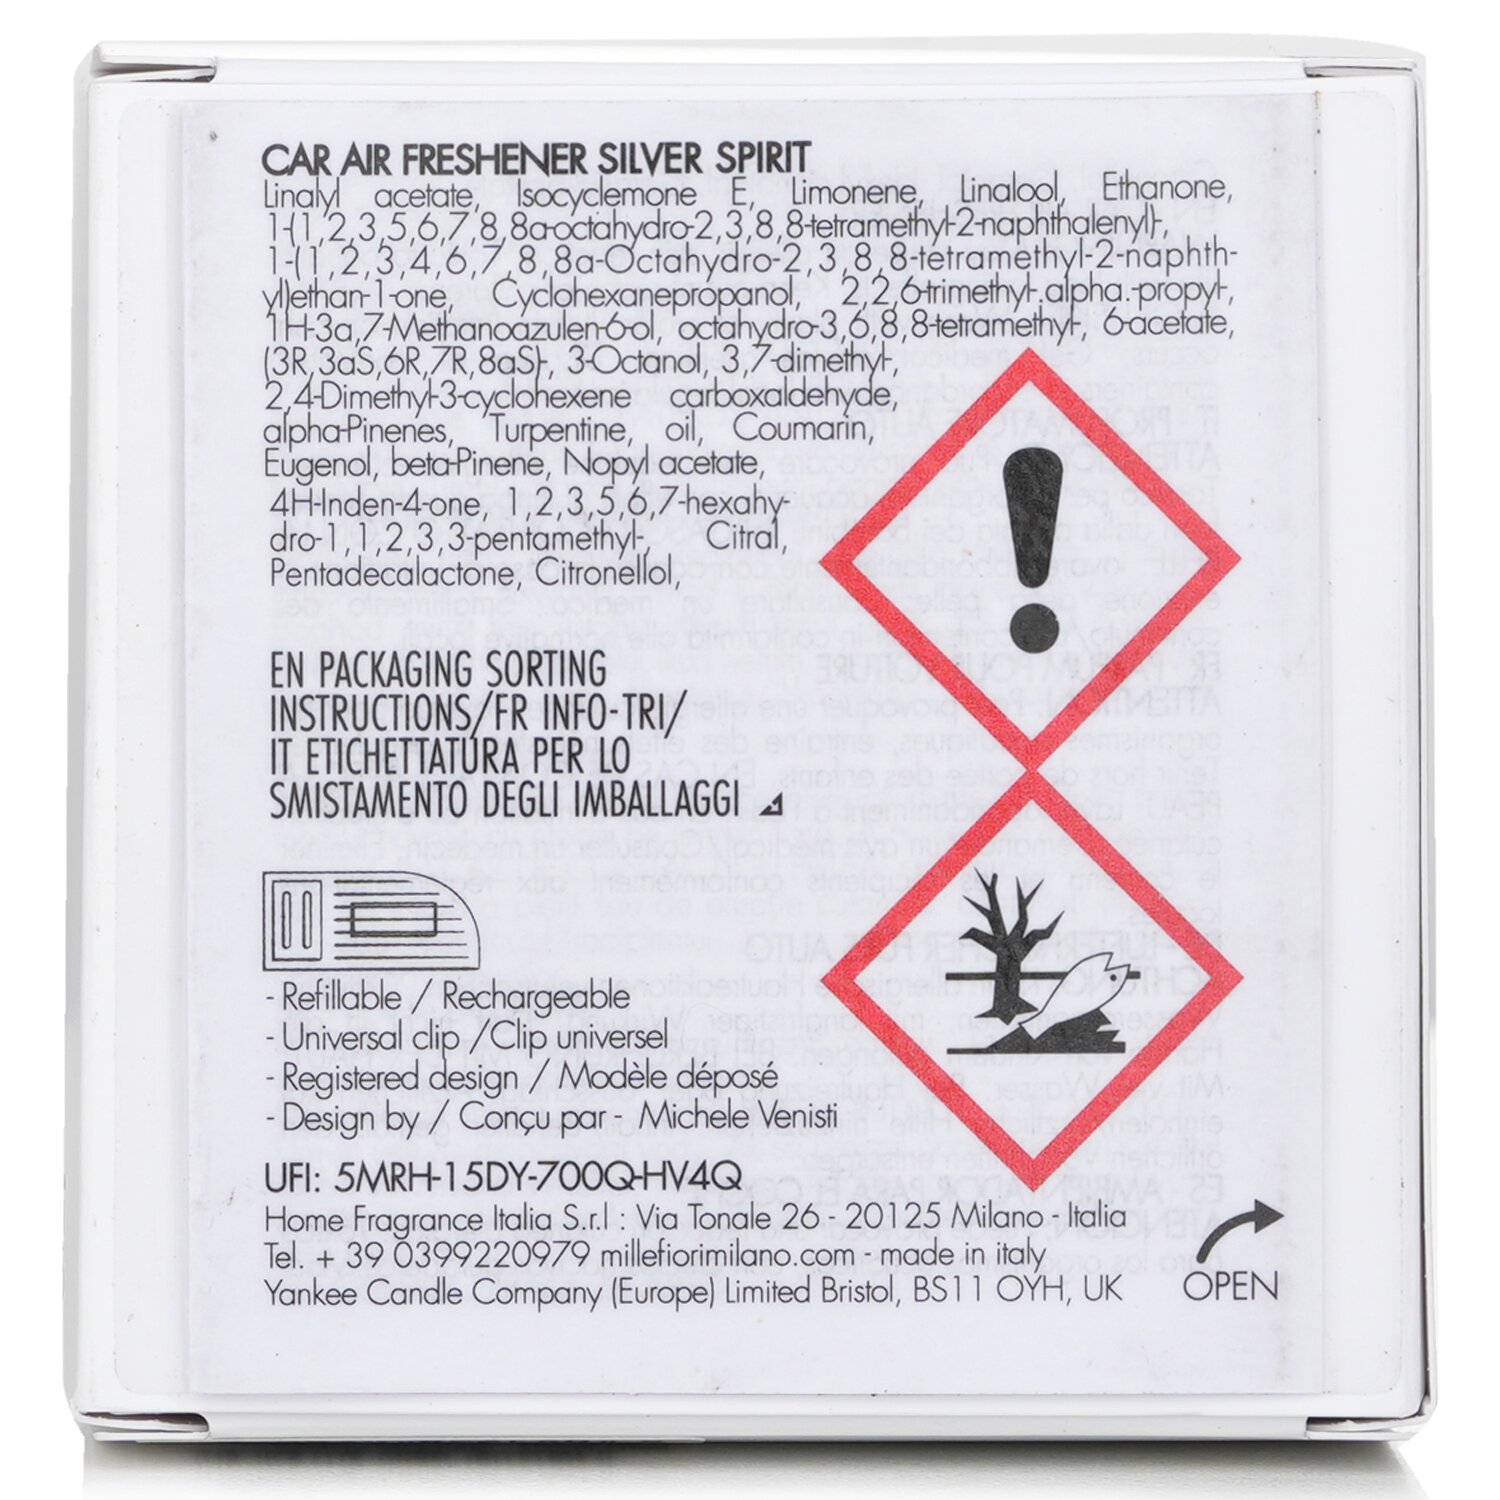 CAR AIR FRESHENER SILVER SPIRIT
Linalyl acetate, Isocyclemone E, Limonene, Linalool, Ethanone,
1-(1,2,3,5,6,7,8,8a-octahydro-2,3,8,8-tetramethyl-2-naphthalenyl)-,
1-(1,2,3,4,6,7,8,8a-Octahydro-2,3,8,8-tetramethyl-2-naphth-
yl)ethan-1-one, Cyclohexanepropanol, 2,2,6-trimethyl-.alpha.-propyl-,
1H-3a,7-Methanoazulen-6-ol, octahydro-3,6,8,8-tetramethyl-, 6-acetate,
(3R,3aS,6R,7R,8aS)-, 3-Octanol, 3,7-dimethyl-,
2,4-Dimethyl-3-cyclohexene carboxaldehyde,
alpha-Pinenes, Turpentine, oil, Coumarin,
Eugenol, beta-Pinene, Nopyl acetate,
4H-Inden-4-one, 1,2,3,5,6,7-hexahy-
dro-1,1,2,3,3-pentamethyl-, Citral,
Pentadecalactone, Citronellol,
EN PACKAGING SORTING
INSTRUCTIONS/FR INFO-TRI/
IT ETICHETTATURA PER LO
SMISTAMENTO DEGLI IMBALLAGGI
- Refillable / Rechargeable
- Universal clip /Clip universel
- Registered design / Modèle déposé
- Design by / Conçu par - Michele Venisti
UFI: 5MRH-15DY-700Q-HV4Q
Home Fragrance Italia S.r.l : Via Tonale 26 - 20125 Milano - Italia
Tel. + 39 0399220979 millefiorimilano.com - made in italy
Yankee Candle Company (Europe) Limited Bristol, BS11 OYH, UK
OPEN